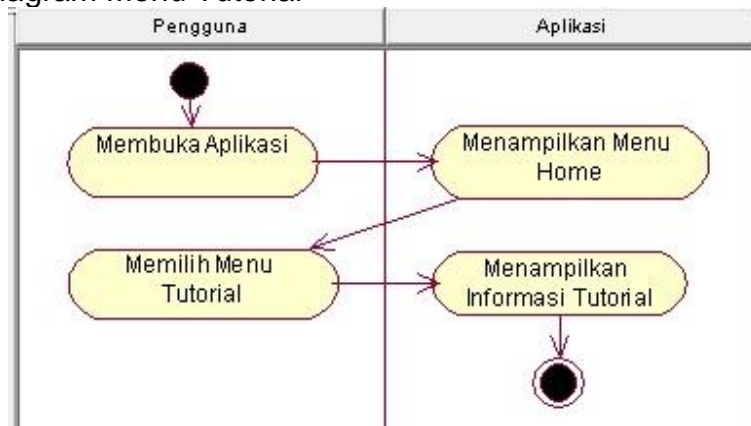 Pengguna
Aplikasi
Membuka Aplikasi
Menampilkan Menu
Home
Memilih Menu
Tutorial
Menampilkan
Informasi Tutorial